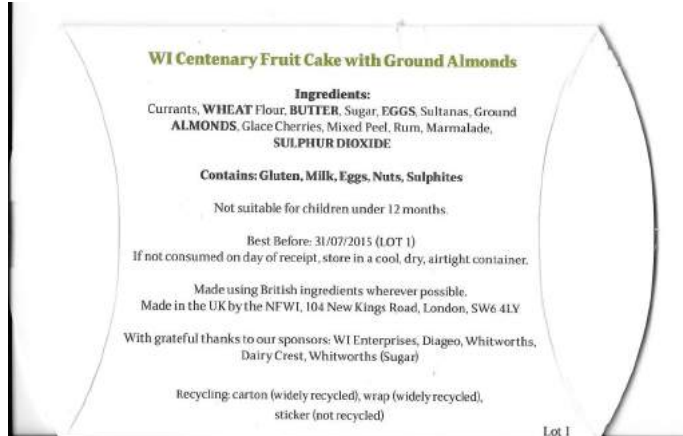 WI Centenary Fruit Cake with Ground Almonds
Ingredients:
Currants, WHEAT Flour, BUTTER, Sugar, EGGS, Sultanas, Ground
ALMONDS, Glace Cherries, Mixed Peel, Rum, Marmalade,
SULPHUR DIOXIDE
Contains: Gluten, Milk, Eggs, Nuts, Sulphites
Not suitable for children under 12 months.
Best Before: 31/07/2015 (LOT 1)
If not consumed on day of receipt, store in a cool, dry, airtight container.
Made using British ingredients wherever possible.
Made in the UK by the NFWI, 104 New Kings Road, London, SW6 4LY
With grateful thanks to our sponsors: WI Enterprises, Diageo, Whitworths,
Dairy Crest, Whitworths (Sugar)
Recycling: carton (widely recycled), wrap (widely recycled),
sticker (not recycled)
Lot 1